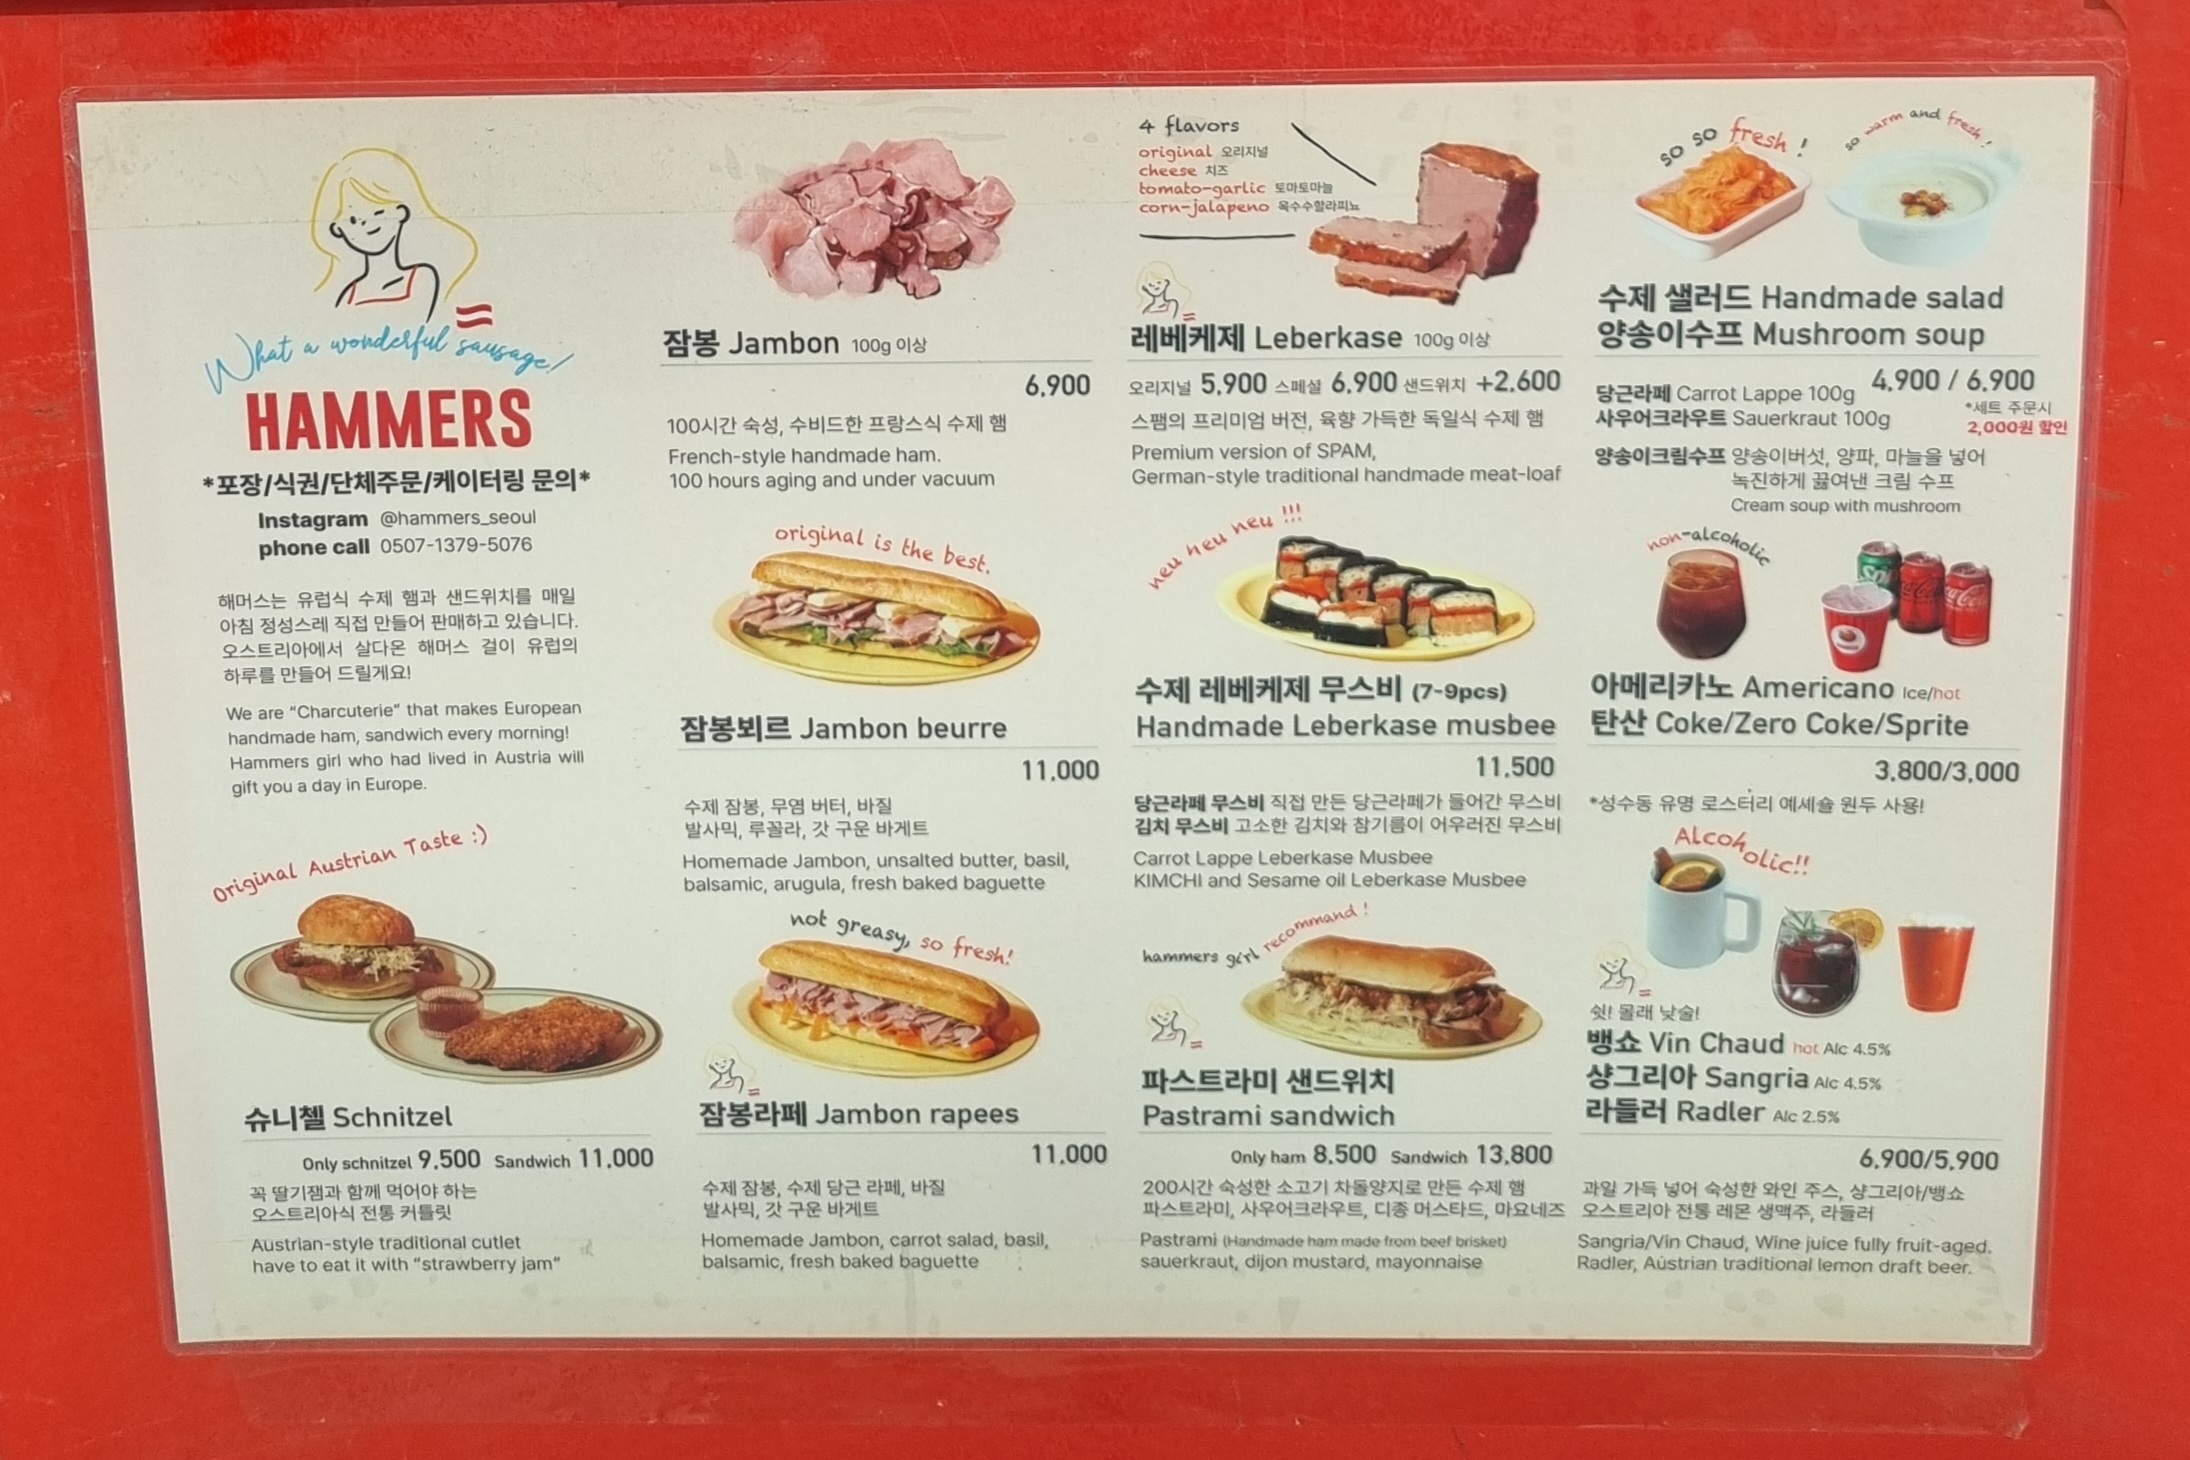 What a wonderful sausage!
HAMMERS
*포장/식권/단체주문/케이터링 문의*
Instagram @hammers_seoul
phone call 0507-1379-5076
해머스는 유럽식 수제 햄과 샌드위치를 매일
아침 정성스레 직접 만들어 판매하고 있습니다.
오스트리아에서 살다온 해머스 걸이 유럽의
하루를 만들어 드릴게요!
We are “Charcuterie” that makes European
handmade ham, sandwich every morning!
Hammers girl who had lived in Austria will
gift you a day in Europe.
Original Austrian Taste :)
슈니첼 Schnitzel
Only schnitzel 9,500 Sandwich 11,000
꼭 딸기잼과 함께 먹어야 하는
오스트리아식 전통 커틀릿
Austrian-style traditional cutlet
have to eat it with “strawberry jam”
잠봉 Jambon 100g 이상
6,900
100시간 숙성, 수비드한 프랑스식 수제 햄
French-style handmade ham.
100 hours aging and under vacuum
original is the best.
잠봉뵈르 Jambon beurre
11,000
수제 잠봉, 무염 버터, 바질
발사믹, 루꼴라, 갓 구운 바게트
Homemade Jambon, unsalted butter, basil,
balsamic, arugula, fresh baked baguette
not greasy, so fresh!
잠봉라페 Jambon rapees
11,000
수제 잠봉, 수제 당근 라페, 바질
발사믹, 갓 구운 바게트
Homemade Jambon, carrot salad, basil,
balsamic, fresh baked baguette
4 flavors
original 오리지널
cheese 치즈
tomato-garlic 토마토마늘
corn-jalapeno 옥수수할라피뇨
레베케제 Leberkase 100g 이상
오리지널 5,900 스페셜 6,900 샌드위치 +2,600
스팸의 프리미엄 버전, 육향 가득한 독일식 수제 햄
Premium version of SPAM,
German-style traditional handmade meat-loaf
neu neu neu !!!
수제 레베케제 무스비 (7-9pcs)
Handmade Leberkase musbee
11,500
당근라페 무스비 직접 만든 당근라페가 들어간 무스비
김치 무스비 고소한 김치와 참기름이 어우러진 무스비
Carrot Lappe Leberkase Musbee
KIMCHI and Sesame oil Leberkase Musbee
hammers girl recommand !
파스트라미 샌드위치
Pastrami sandwich
Only ham 8,500 Sandwich 13,800
200시간 숙성한 소고기 차돌양지로 만든 수제 햄
파스트라미, 사우어크라우트, 디종 머스타드, 마요네즈
Pastrami (Handmade ham made from beef brisket)
sauerkraut, dijon mustard, mayonnaise
so so fresh !
so warm and fresh !
수제 샐러드 Handmade salad
양송이수프 Mushroom soup
4,900 / 6,900
당근라페 Carrot Lappe 100g
사우어크라우트 Sauerkraut 100g
*세트 주문시
2,000원 할인
양송이크림수프 양송이버섯, 양파, 마늘을 넣어
녹진하게 끓여낸 크림 수프
Cream soup with mushroom
non-alcoholic
아메리카노 Americano Ice/hot
탄산 Coke/Zero Coke/Sprite
3,800/3,000
*성수동 유명 로스터리 예세숄 원두 사용!
Alcoholic!!
쉿! 몰래 낮술!
뱅쇼 Vin Chaud hot Alc 4.5%
샹그리아 Sangria Alc 4.5%
라들러 Radler Alc 2.5%
6,900/5,900
과일 가득 넣어 숙성한 와인 주스, 샹그리아/뱅쇼
오스트리아 전통 레몬 생맥주, 라들러
Sangria/Vin Chaud, Wine juice fully fruit-aged.
Radler, Austrian traditional lemon draft beer.